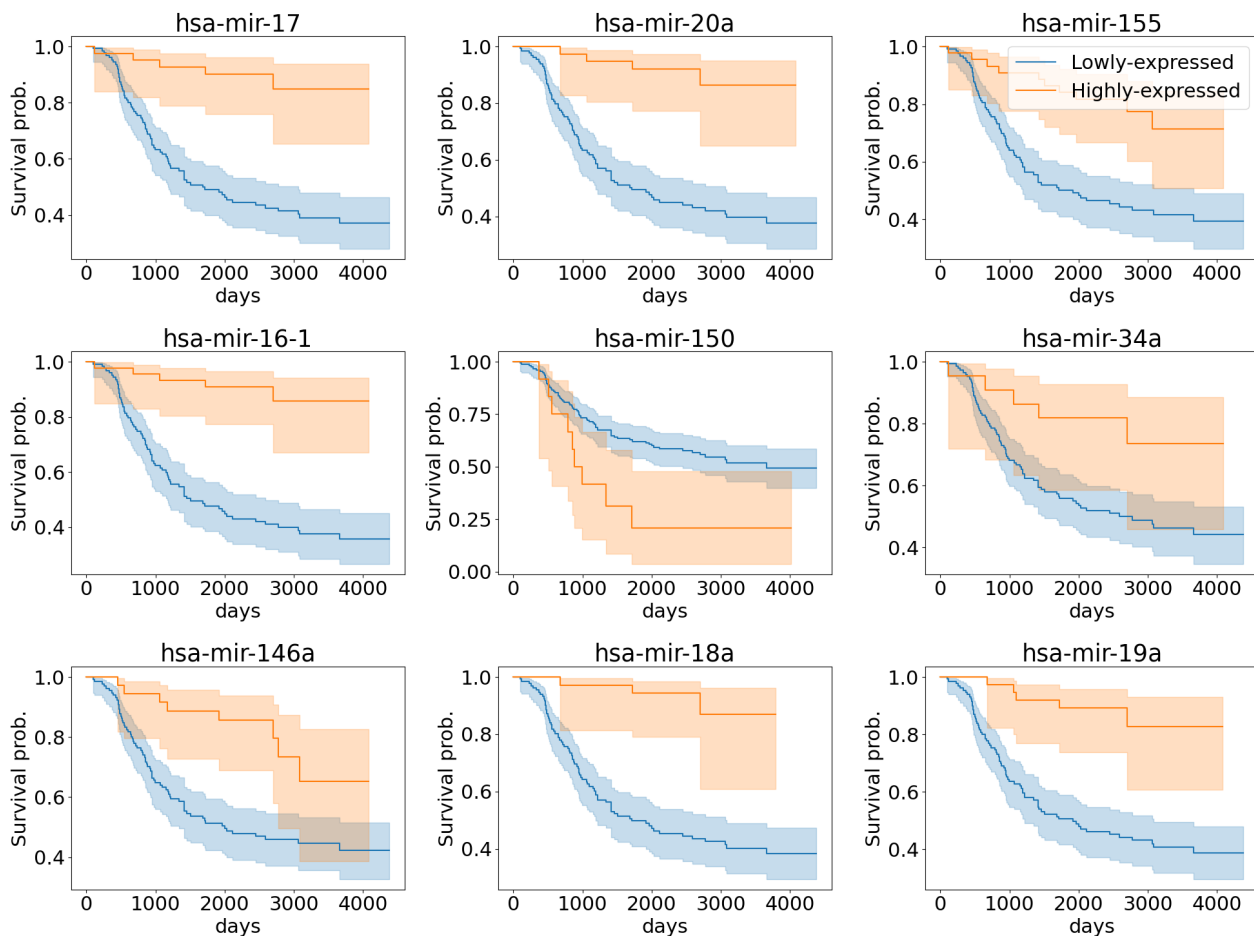 hsa-mir-17
hsa-mir-20a
hsa-mir-155
Survival prob.
1.0
0.8
0.6
0.4
0 1000 2000 3000 4000
days
Survival prob.
1.0
0.8
0.6
0.4
0 1000 2000 3000 4000
days
Survival prob.
1.0
0.8
0.6
0.4
Lowly-expressed
Highly-expressed
0 1000 2000 3000 4000
days
hsa-mir-16-1
hsa-mir-150
hsa-mir-34a
Survival prob.
1.0
0.8
0.6
0.4
0 1000 2000 3000 4000
days
Survival prob.
1.00
0.75
0.50
0.25
0.00
0 1000 2000 3000 4000
days
Survival prob.
1.0
0.8
0.6
0.4
0 1000 2000 3000 4000
days
hsa-mir-146a
hsa-mir-18a
hsa-mir-19a
Survival prob.
1.0
0.8
0.6
0.4
0 1000 2000 3000 4000
days
Survival prob.
1.0
0.8
0.6
0.4
0 1000 2000 3000 4000
days
Survival prob.
1.0
0.8
0.6
0.4
0 1000 2000 3000 4000
days